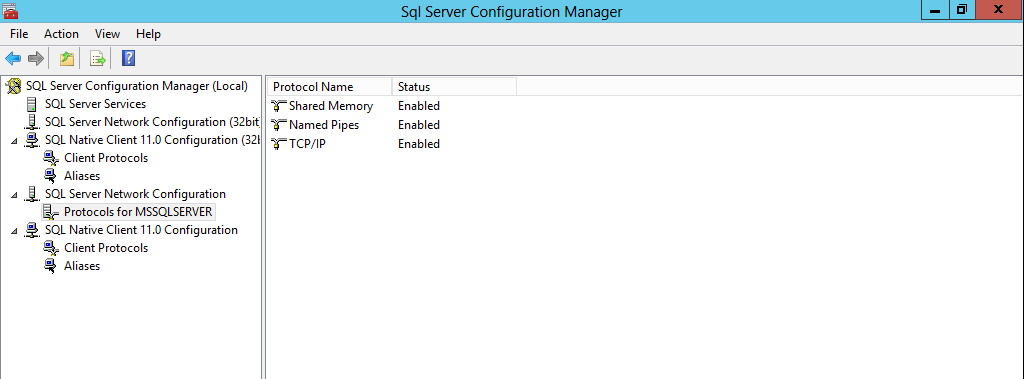 Sql Server Configuration Manager
File Action View Help
SQL Server Configuration Manager (Local)
SQL Server Services
SQL Server Network Configuration (32bit
SQL Native Client 11.0 Configuration (32
Client Protocols
Aliases
SQL Server Network Configuration
Protocols for MSSQLSERVER
SQL Native Client 11.0 Configuration
Client Protocols
Aliases
Protocol Name Status
Shared Memory Enabled
Named Pipes Enabled
TCP/IP Enabled